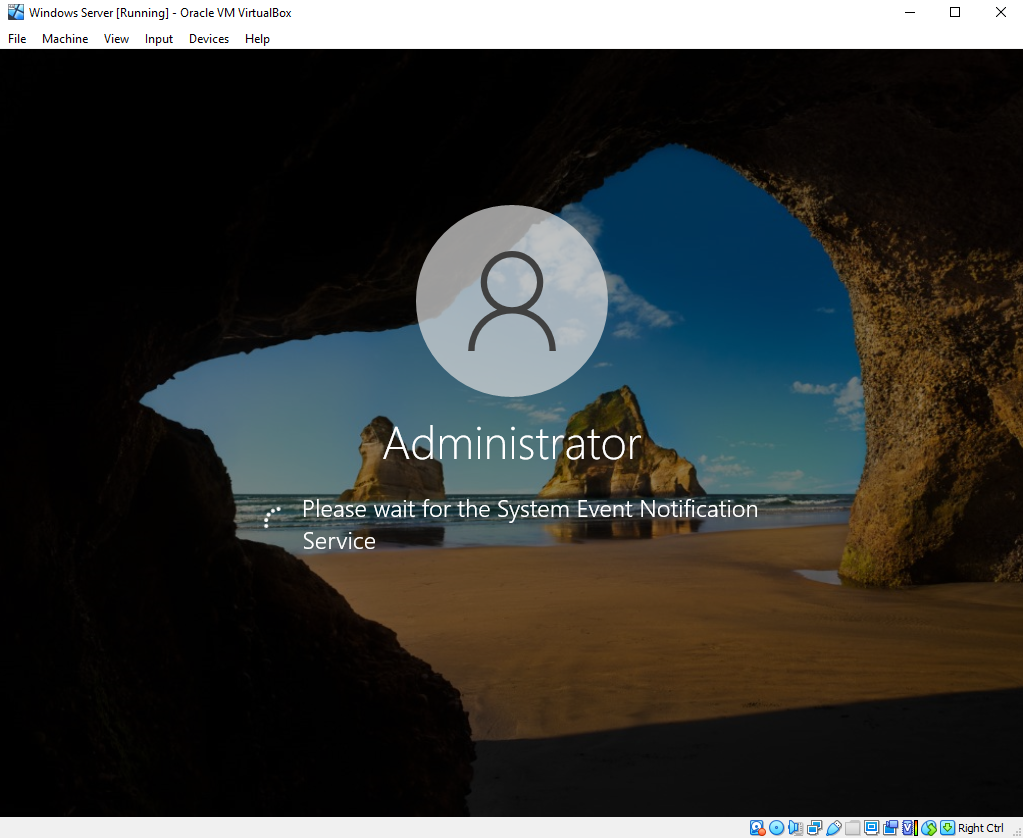 Windows Server [Running] - Oracle VM VirtualBox
File Machine View Input Devices Help
Administrator
Please wait for the System Event Notification
Service
Right Ctrl